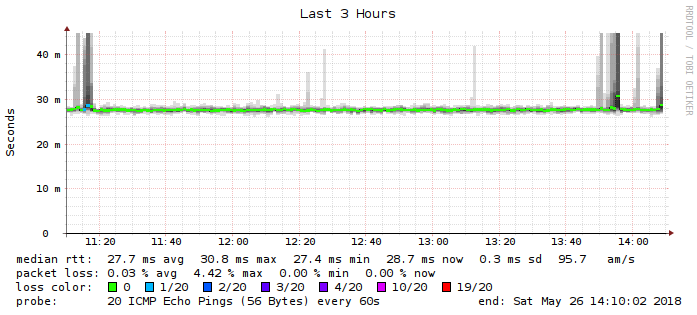 Last 3 Hours
RRDTOOL / TOBI OETIKER
Seconds
40 m
30 m
20 m
10 m
0
11:20 11:40 12:00 12:20 12:40 13:00 13:20 13:40 14:00
median rtt: 27.7 ms avg 30.8 ms max 27.4 ms min 28.7 ms now 0.3 ms sd 95.7 am/s
packet loss: 0.03 % avg 4.42 % max 0.00 % min 0.00 % now
loss color: 0 1/20 2/20 3/20 4/20 10/20 19/20
probe: 20 ICMP Echo Pings (56 Bytes) every 60s end: Sat May 26 14:10:02 2018